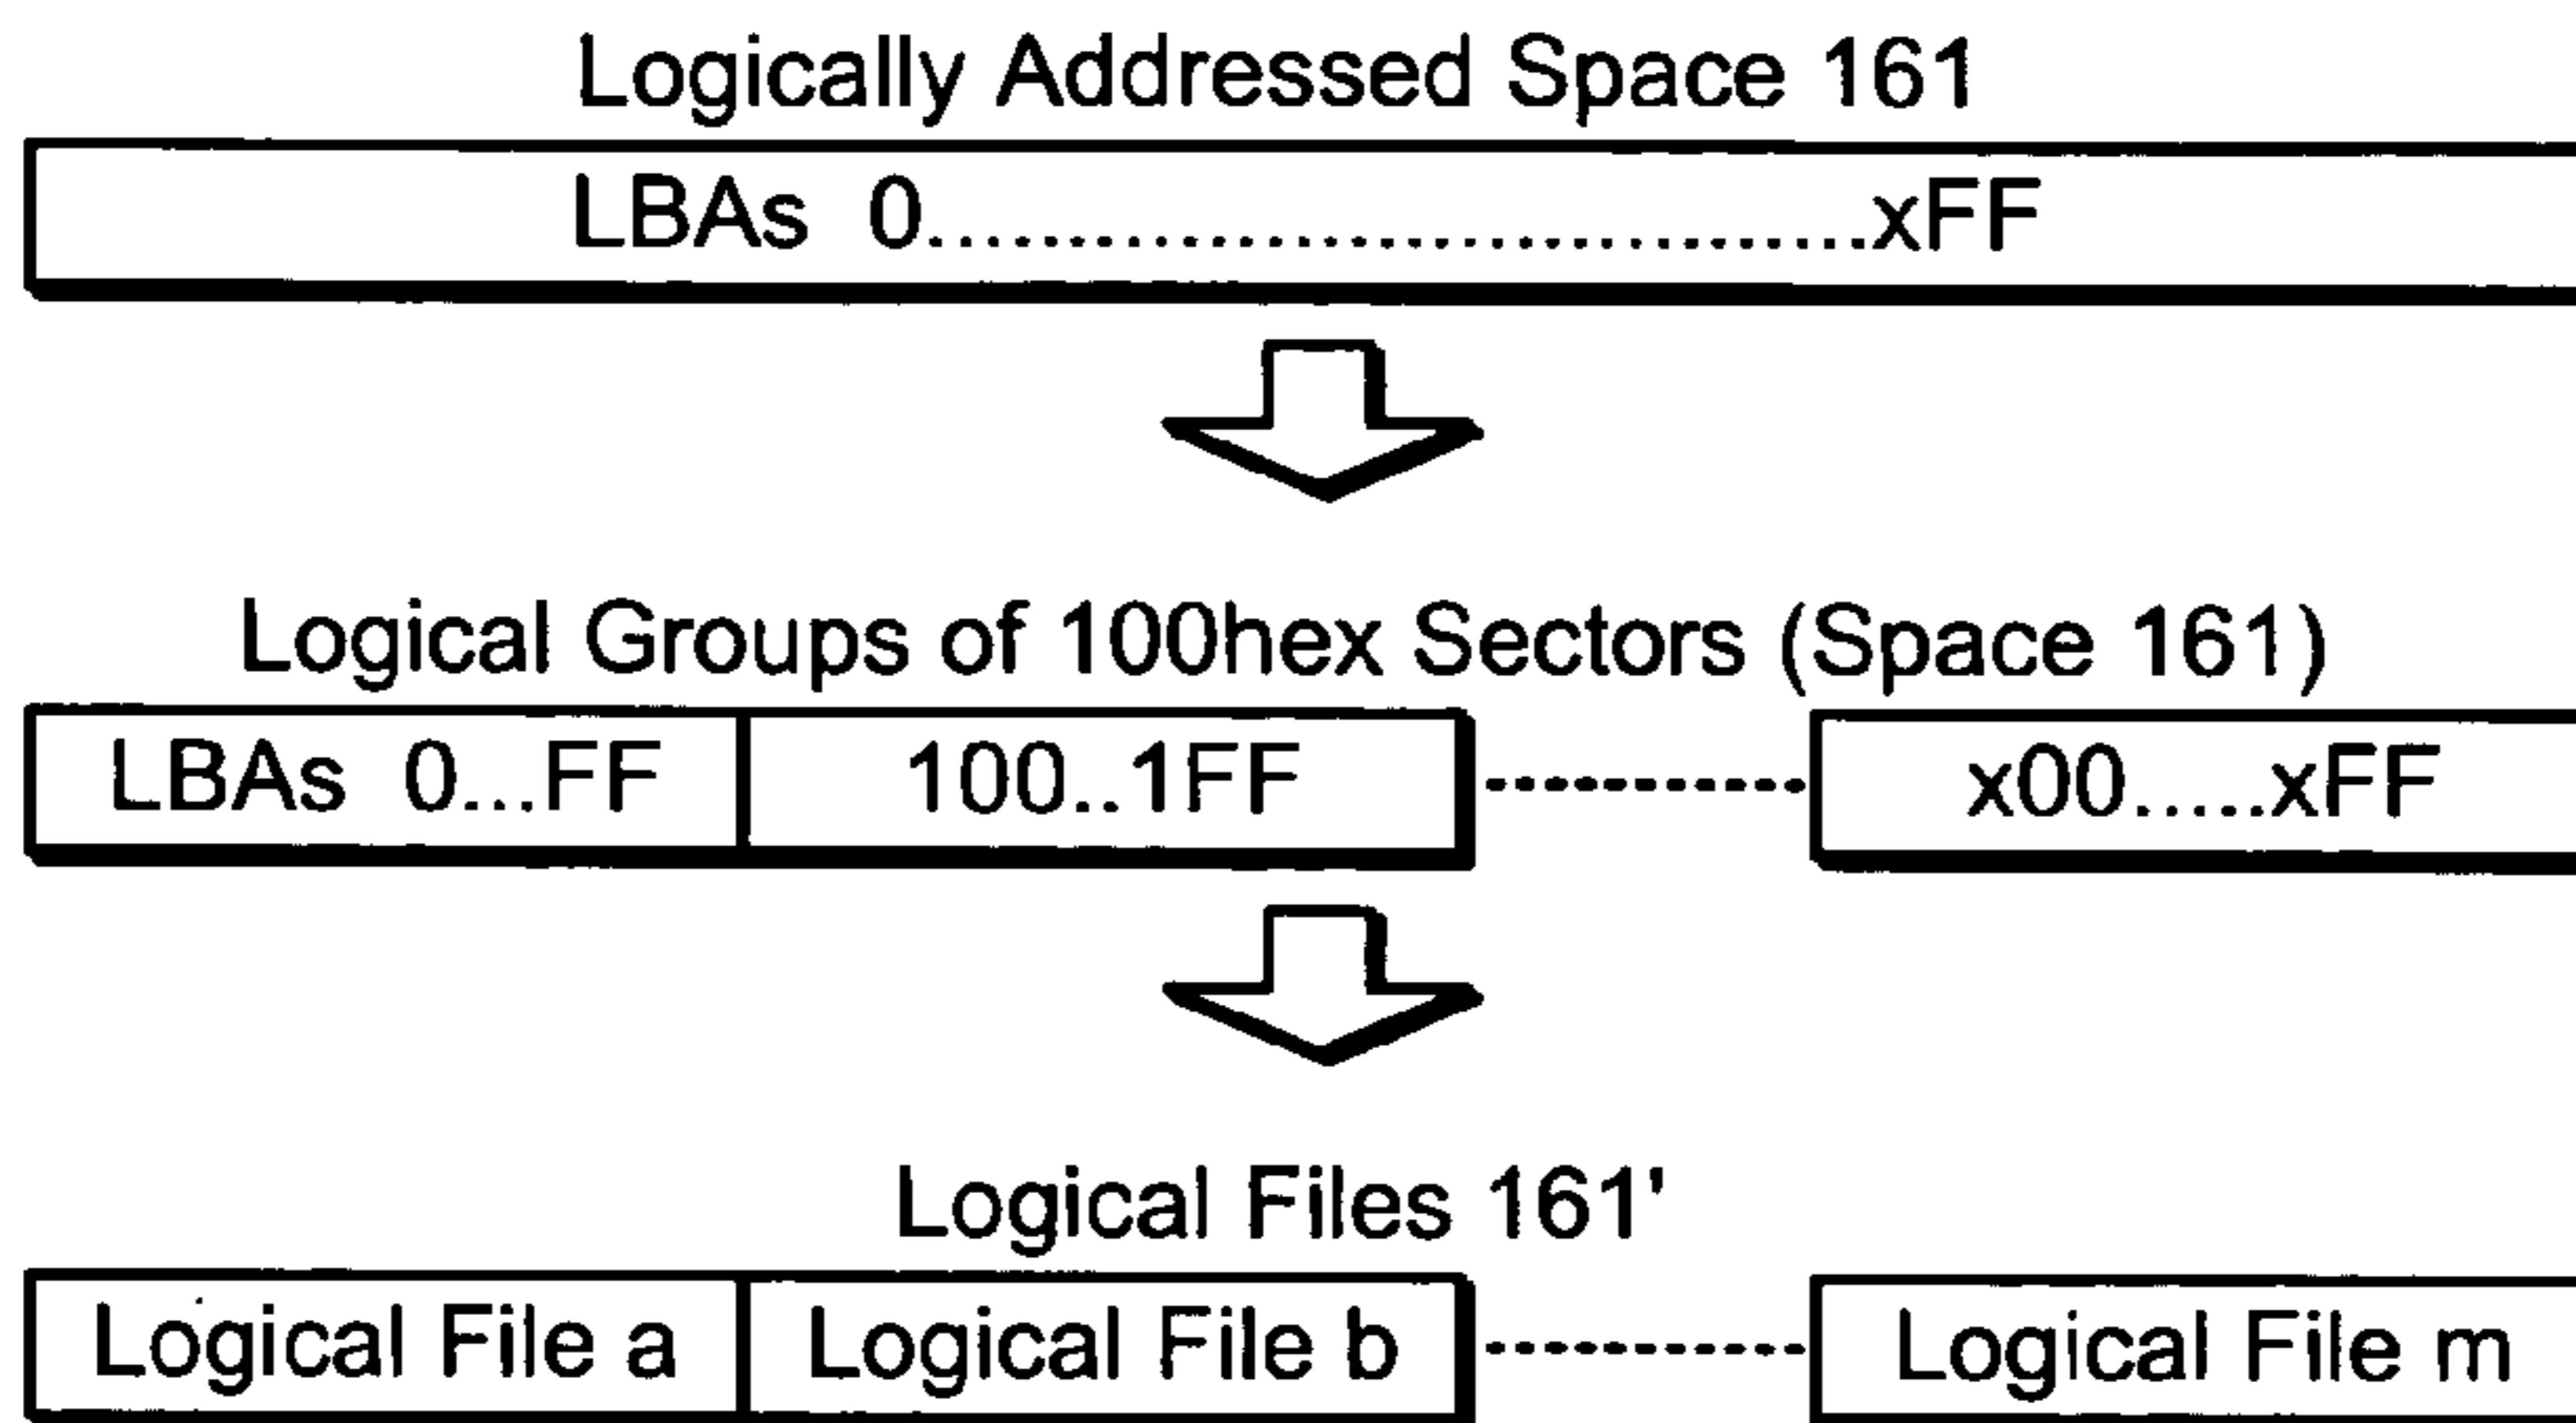 Logically Addressed Space 161
LBAs 0..................................xFF
Logical Groups of 100hex Sectors (Space 161)
LBAs 0...FF 100..1FF ----------- x00.....xFF
Logical Files 161'
Logical File a Logical File b ----------- Logical File m